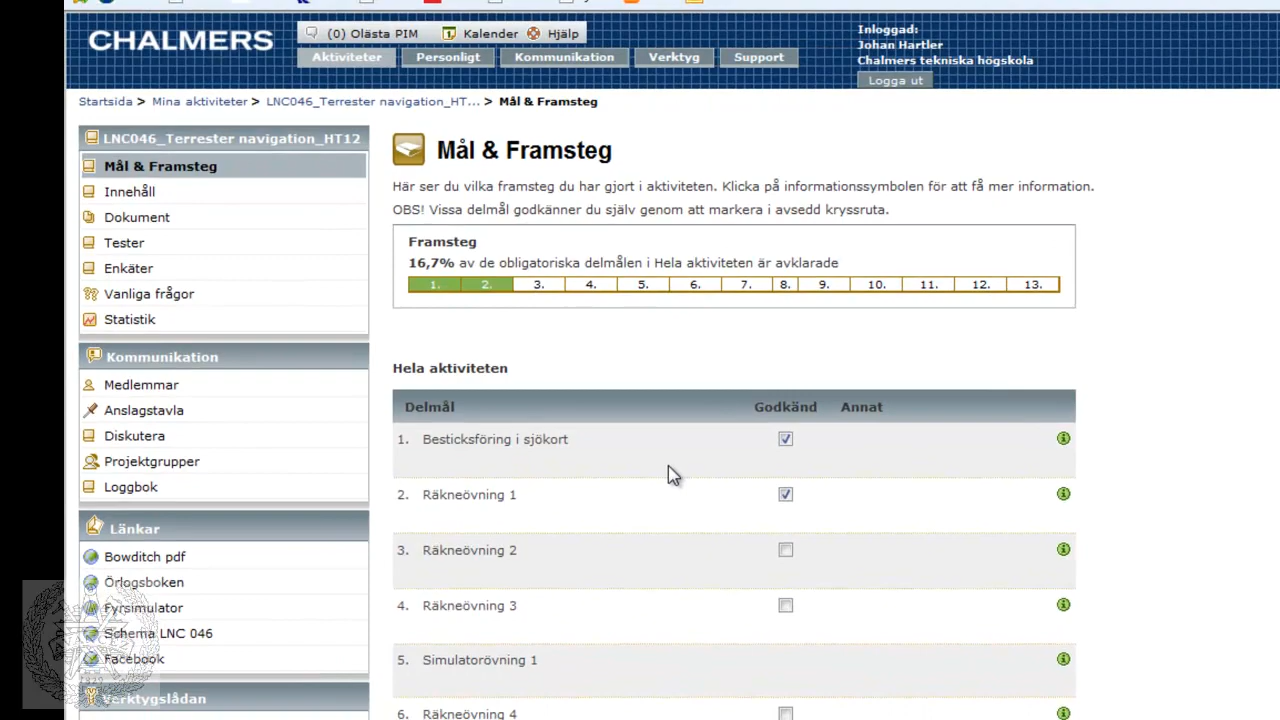 CHALMERS
(0) Olästa PIM Kalender Hjälp
Aktiviteter Personligt Kommunikation Verktyg Support
Inloggad:
Johan Hartler
Chalmers tekniska högskola
Logga ut
Startsida > Mina aktiviteter > LNC046_Terrester navigation_HT... > Mål & Framsteg
LNC046_Terrester navigation_HT12
Mål & Framsteg
Innehåll
Dokument
Tester
Enkäter
Vanliga frågor
Statistik
Kommunikation
Medlemmar
Anslagstavla
Diskutera
Projektgrupper
Loggbok
Länkar
Bowditch pdf
Örlogsboken
Fyrsimulator
Schema LNC 046
Facebook
Verktygslådan
Mål & Framsteg
Här ser du vilka framsteg du har gjort i aktiviteten. Klicka på informationssymbolen för att få mer information.
OBS! Vissa delmål godkänner du själv genom att markera i avsedd kryssruta.
Framsteg
16,7% av de obligatoriska delmålen i Hela aktiviteten är avklarade
1. 2. 3. 4. 5. 6. 7. 8. 9. 10. 11. 12. 13.
Hela aktiviteten
Delmål Godkänd Annat
1. Besticksföring i sjökort
2. Räkneövning 1
3. Räkneövning 2
4. Räkneövning 3
5. Simulatorövning 1
6. Räkneövning 4
1829